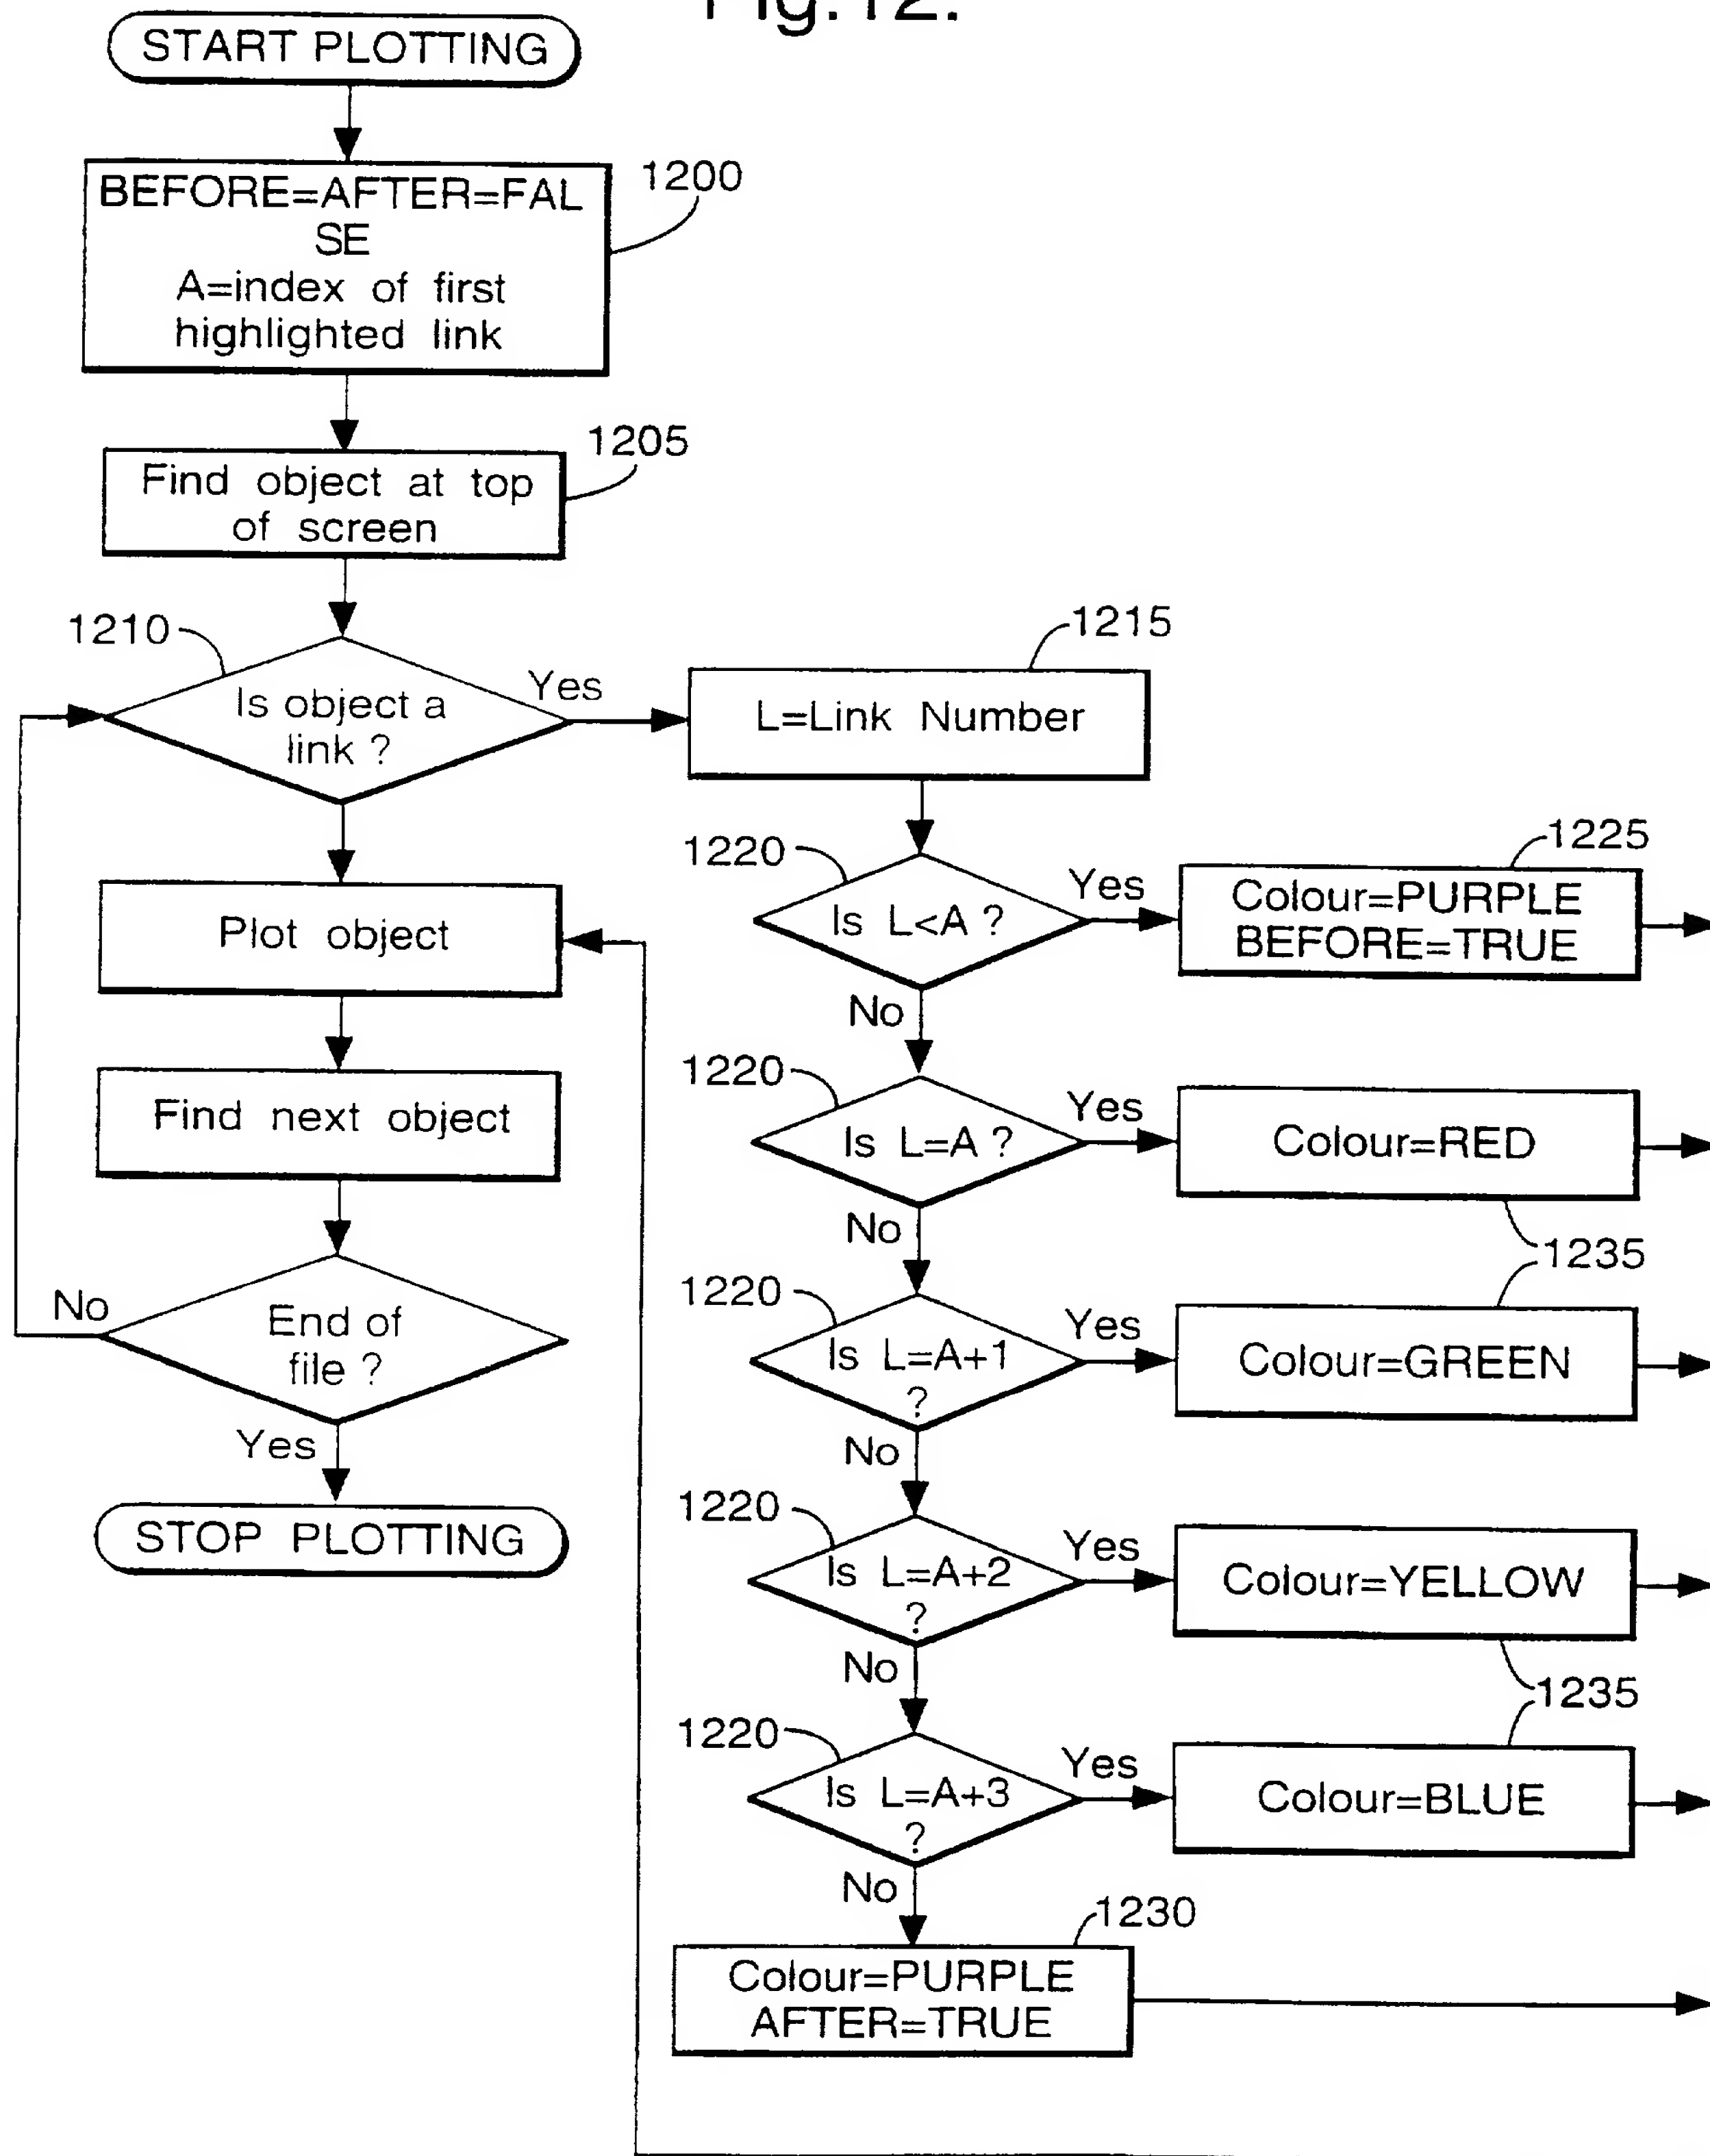 Fig.12.
START PLOTTING
BEFORE=AFTER=FAL
SE
A=index of first
highlighted link
1200
Find object at top
of screen
1205
1210
Is object a
link ?
Yes
1215
L=Link Number
Plot object
Find next object
No
End of
file ?
Yes
STOP PLOTTING
1220
Is L<A ?
Yes
1225
Colour=PURPLE
BEFORE=TRUE
No
1220
Is L=A ?
Yes
Colour=RED
No
1235
1220
Is L=A+1
?
Yes
Colour=GREEN
No
1220
Is L=A+2
?
Yes
Colour=YELLOW
No
1235
1220
Is L=A+3
?
Yes
Colour=BLUE
No
1230
Colour=PURPLE
AFTER=TRUE